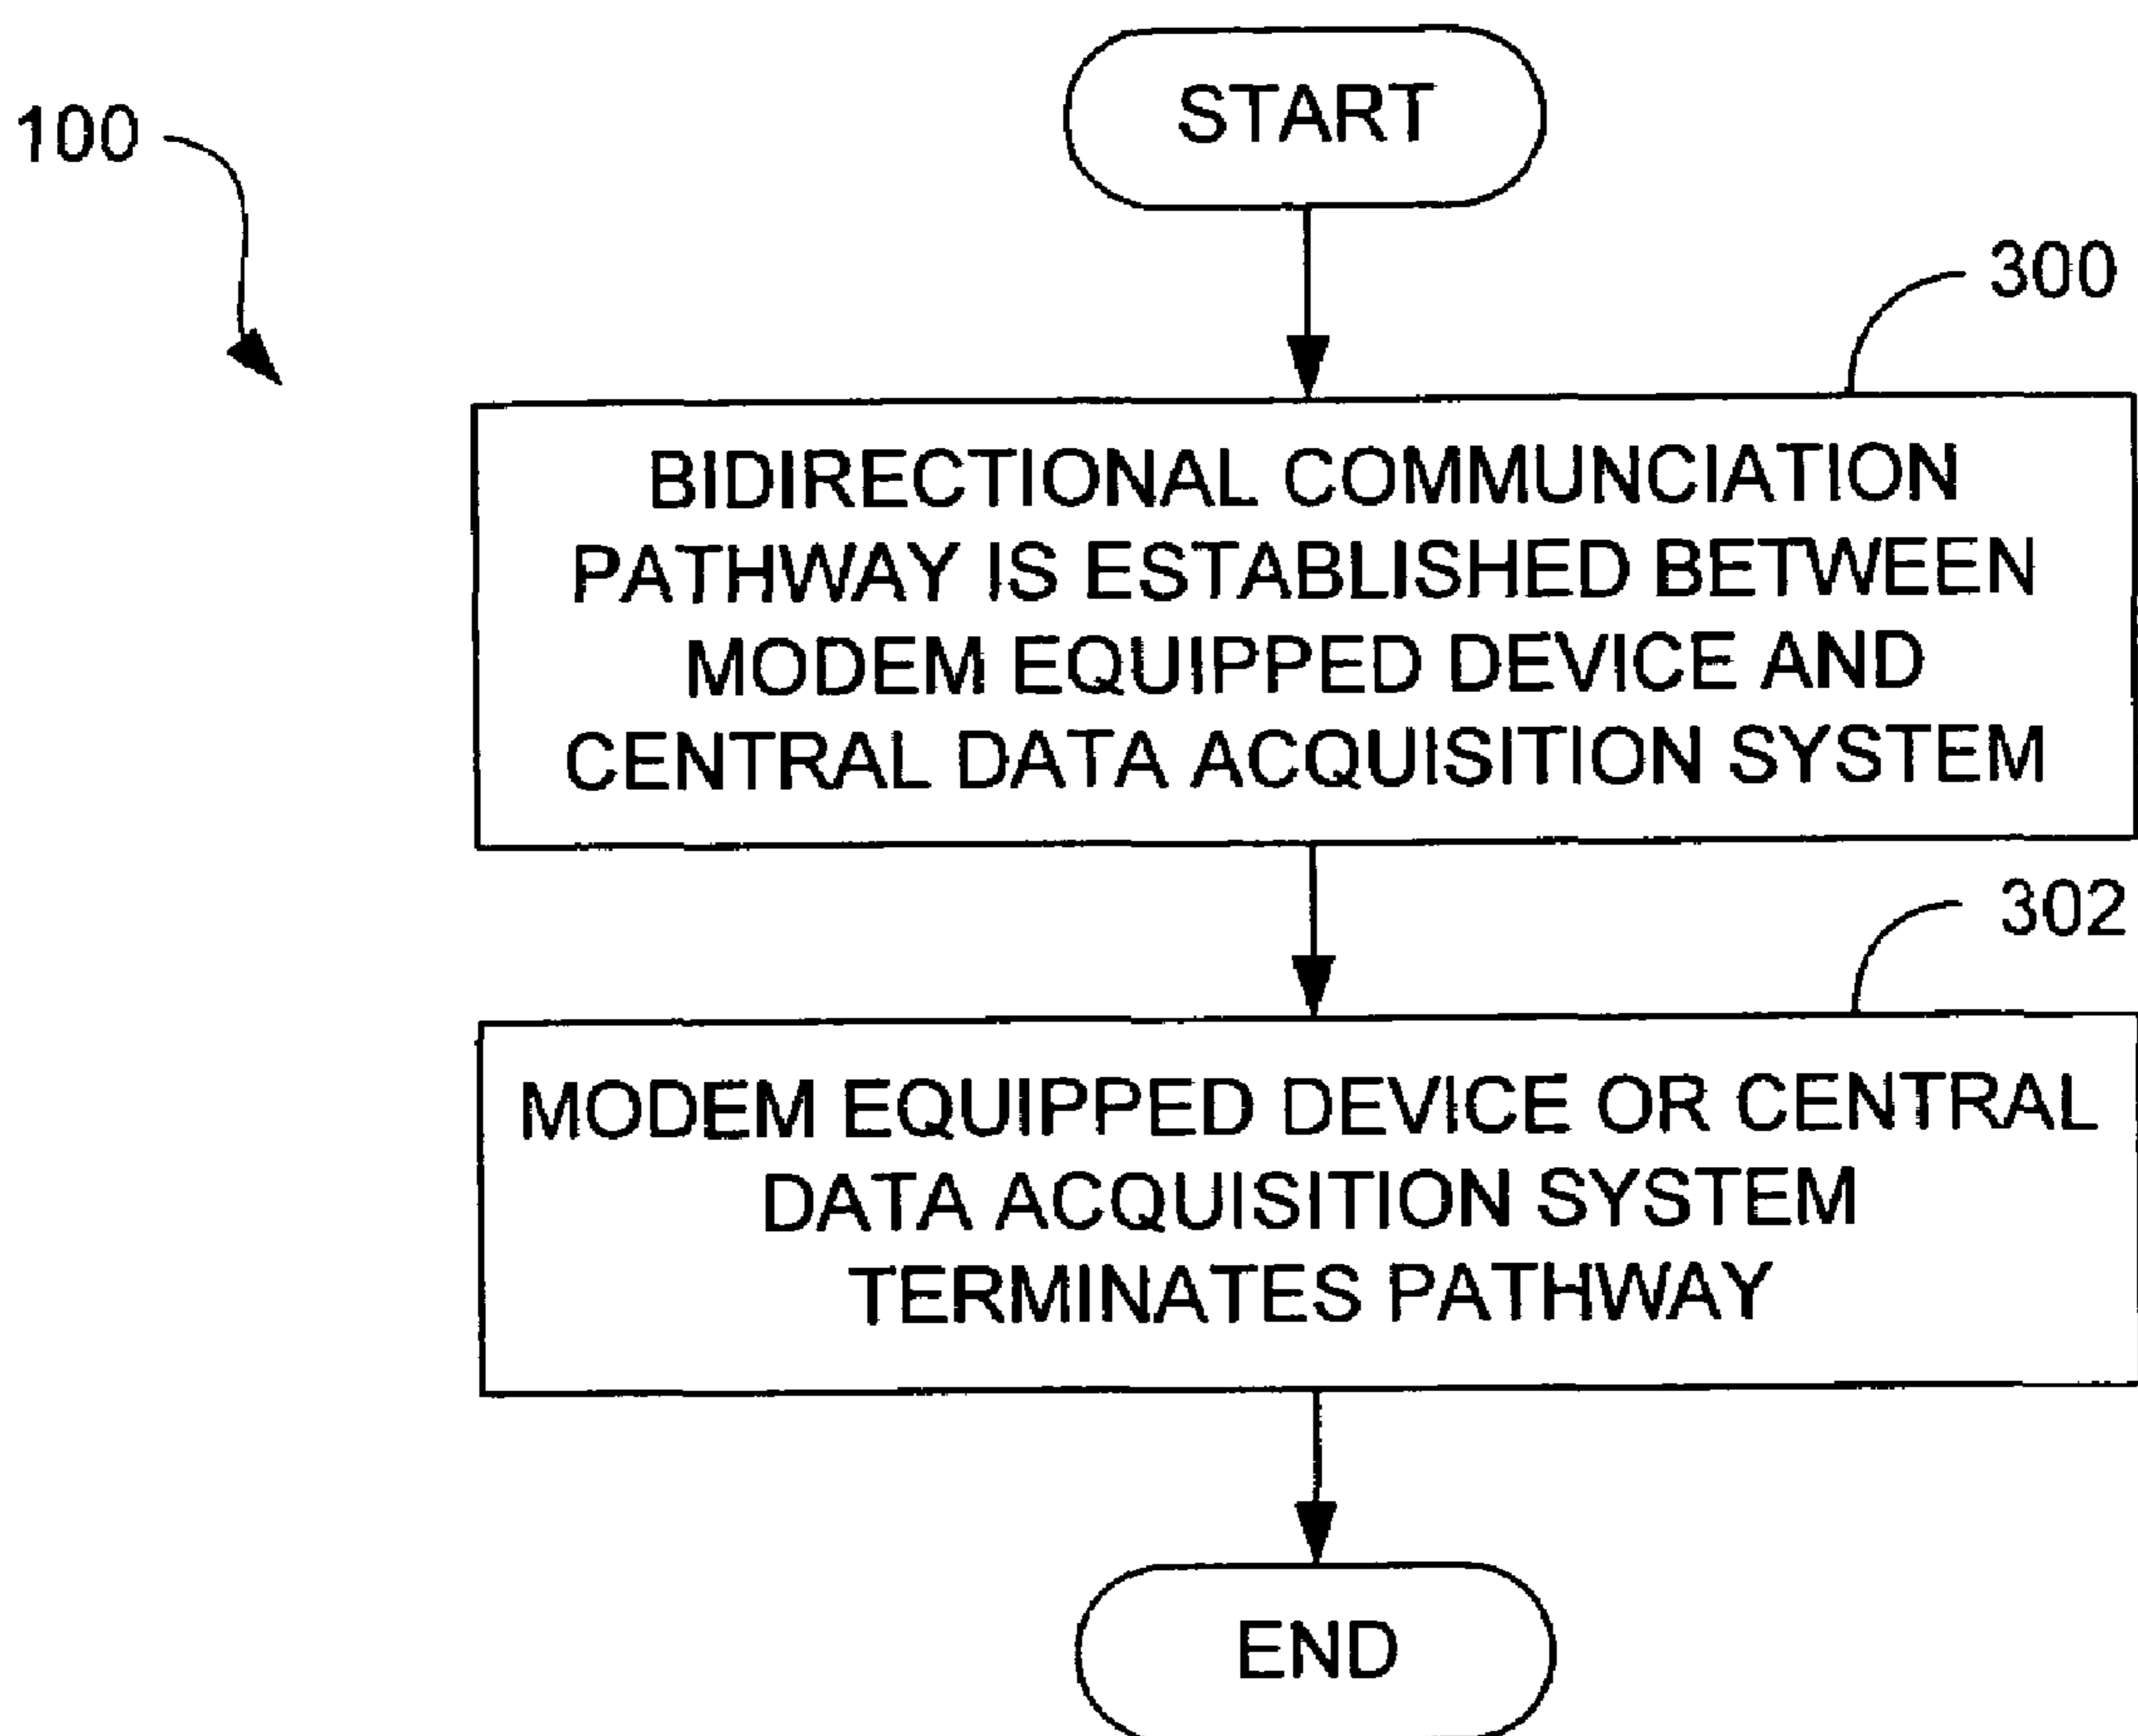 START
100
300
BIDIRECTIONAL COMMUNCIATION
PATHWAY IS ESTABLISHED BETWEEN
MODEM EQUIPPED DEVICE AND
CENTRAL DATA ACQUISITION SYSTEM
302
MODEM EQUIPPED DEVICE OR CENTRAL
DATA ACQUISITION SYSTEM
TERMINATES PATHWAY
END